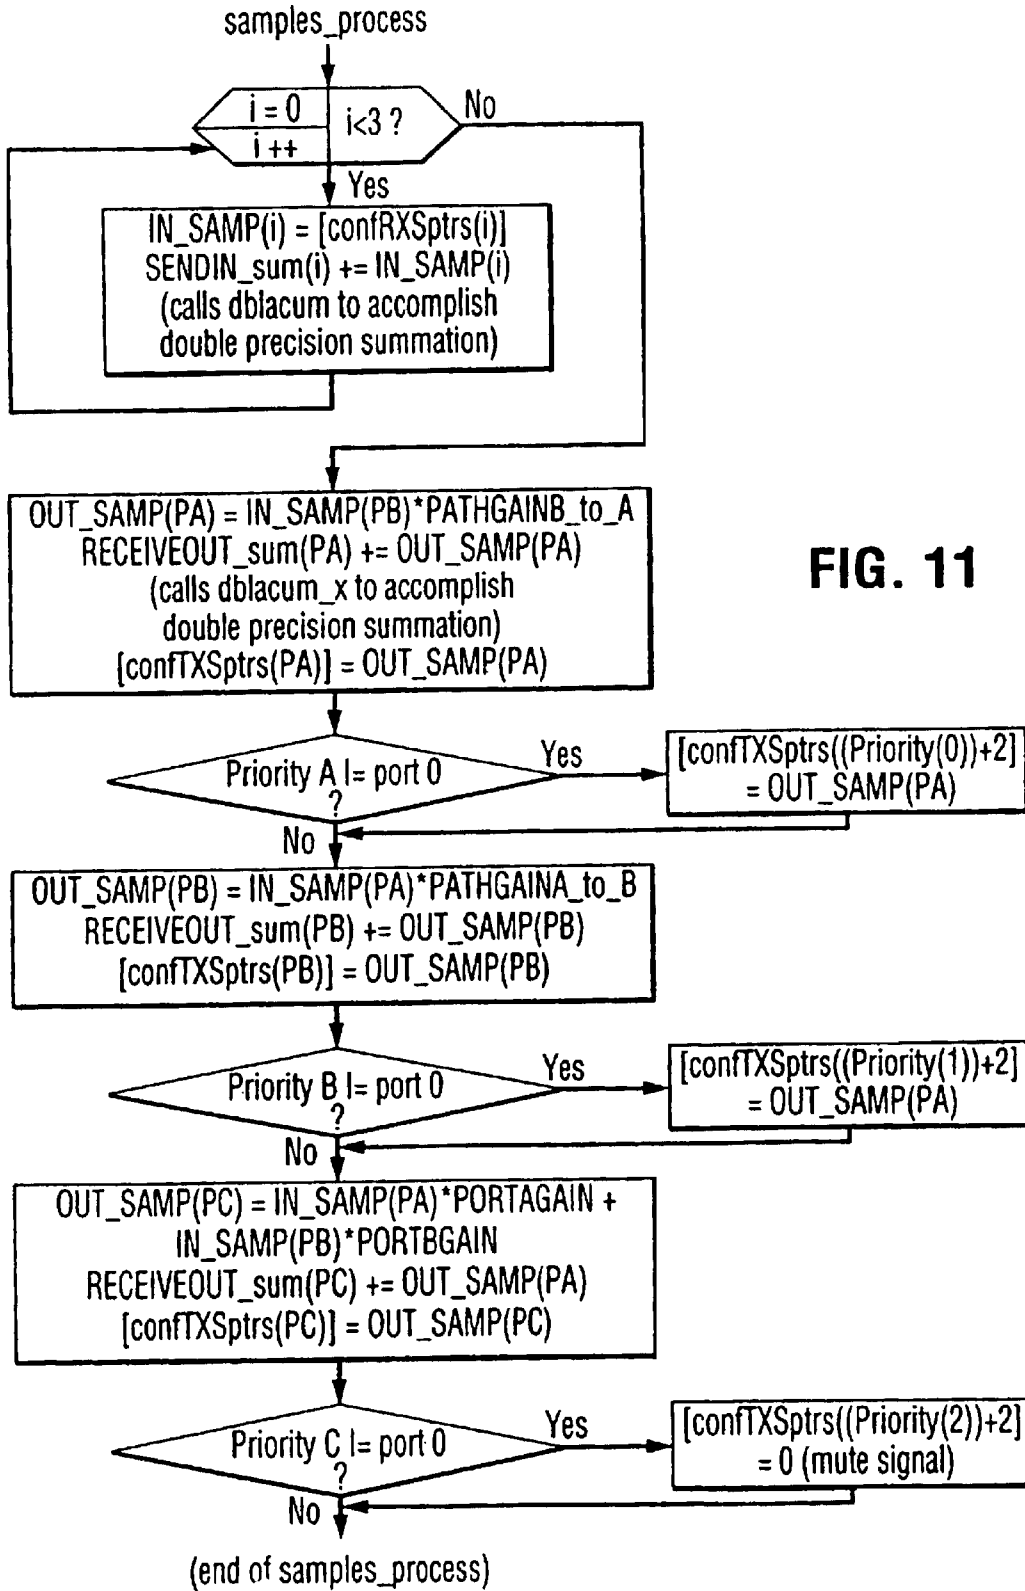 samples_process
i = 0
i ++
i<3 ?
No
Yes
IN_SAMP(i) = [confRXSptrs(i)]
SENDIN_sum(i) += IN_SAMP(i)
(calls dblacum to accomplish
double precision summation)
OUT_SAMP(PA) = IN_SAMP(PB)*PATHGAINB_to_A
RECEIVEOUT_sum(PA) += OUT_SAMP(PA)
(calls dblacum_x to accomplish
double precision summation)
[confTXSptrs(PA)] = OUT_SAMP(PA)
FIG. 11
Priority A != port 0
?
Yes
[confTXSptrs((Priority(0))+2]
= OUT_SAMP(PA)
No
OUT_SAMP(PB) = IN_SAMP(PA)*PATHGAINA_to_B
RECEIVEOUT_sum(PB) += OUT_SAMP(PB)
[confTXSptrs(PB)] = OUT_SAMP(PB)
Priority B != port 0
?
Yes
[confTXSptrs((Priority(1))+2]
= OUT_SAMP(PA)
No
OUT_SAMP(PC) = IN_SAMP(PA)*PORTAGAIN +
IN_SAMP(PB)*PORTBGAIN
RECEIVEOUT_sum(PC) += OUT_SAMP(PA)
[confTXSptrs(PC)] = OUT_SAMP(PC)
Priority C != port 0
?
Yes
[confTXSptrs((Priority(2))+2]
= 0 (mute signal)
No
(end of samples_process)